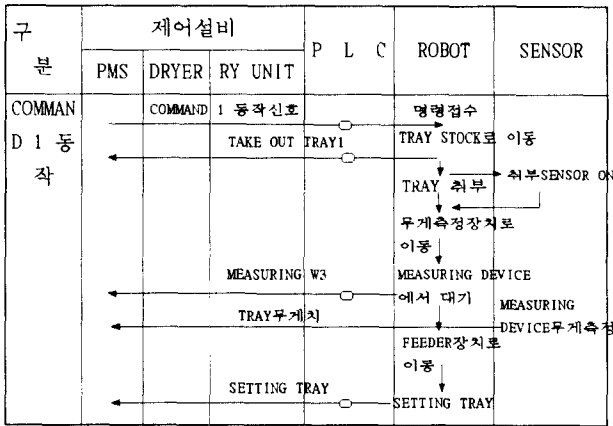 구 분
제어설비
PMS DRYER RY UNIT
P L C
ROBOT
SENSOR
COMMAN
D 1 동
작
COMMAND 1 동작신호
명령접수
TAKE OUT TRAY1
TRAY STOCK로 이동
TRAY 취부
취부SENSOR ON
무게측정장치로
이동
MEASURING W3
MEASURING DEVICE
에서 대기
MEASURING
TRAY무게치
DEVICE무게측정
FEEDER장치로
이동
SETTING TRAY
SETTING TRAY